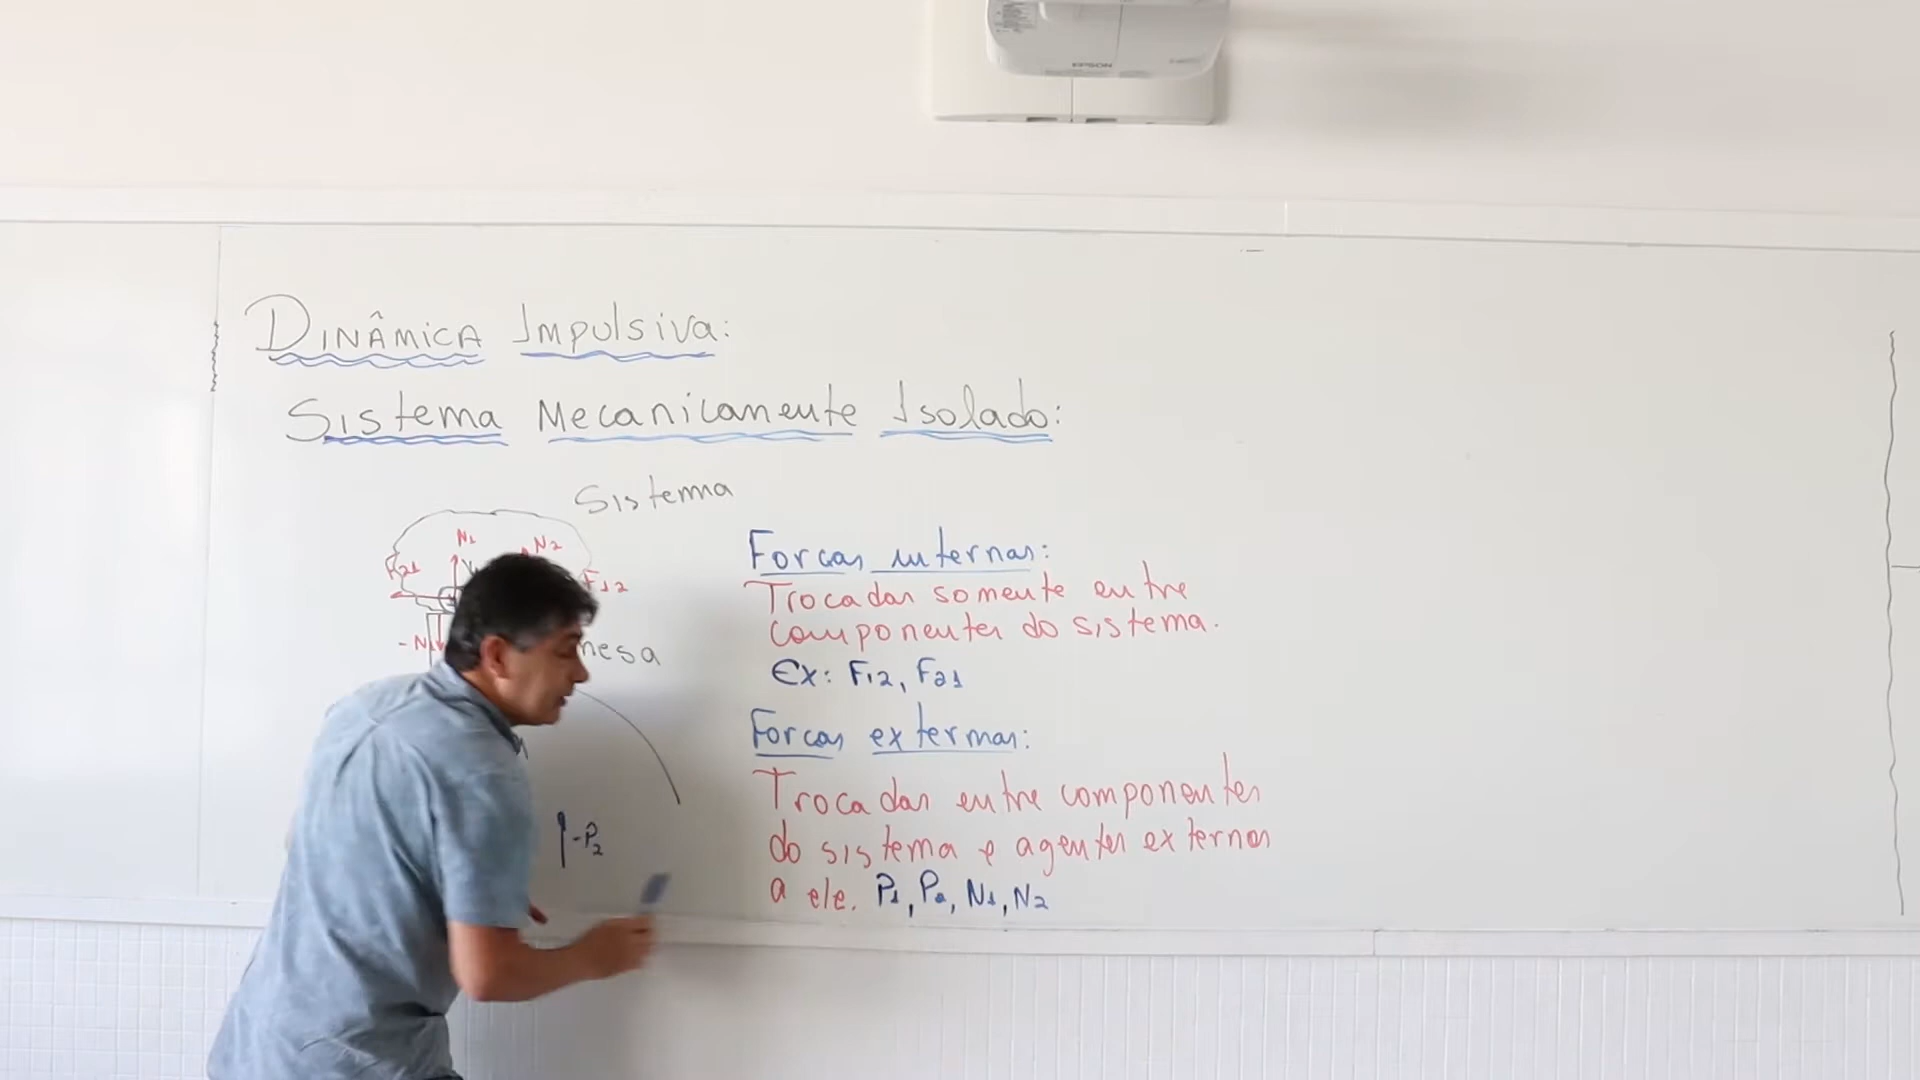 EPSON
Dinâmica Impulsiva:
Sistema Mecanicamente Isolado:
Sistema
N1
N2
F21
F12
- N
mesa
-P2
Forças internas:
Trocadas somente entre
componentes do sistema.
Ex: F12, F21
Forças externas:
Trocadas entre componentes
do sistema e agentes externos
a ele. P1, P2, N1, N2